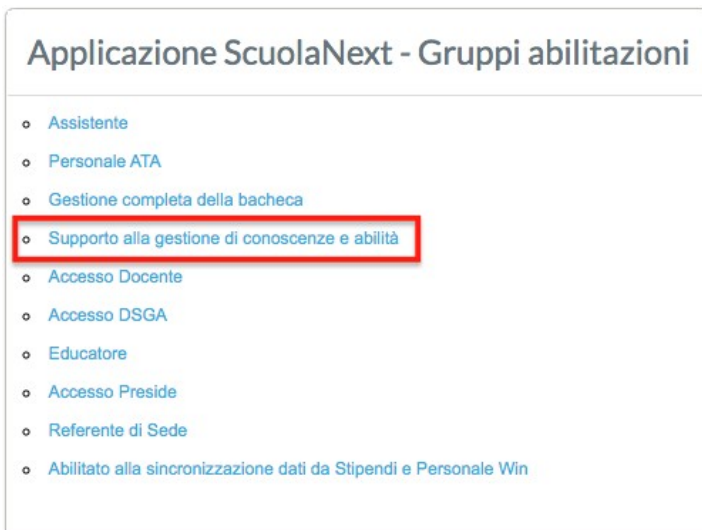 Applicazione ScuolaNext - Gruppi abilitazioni
Assistente
Personale ATA
Gestione completa della bacheca
Supporto alla gestione di conoscenze e abilità
Accesso Docente
Accesso DSGA
Educatore
Accesso Preside
Referente di Sede
Abilitato alla sincronizzazione dati da Stipendi e Personale Win